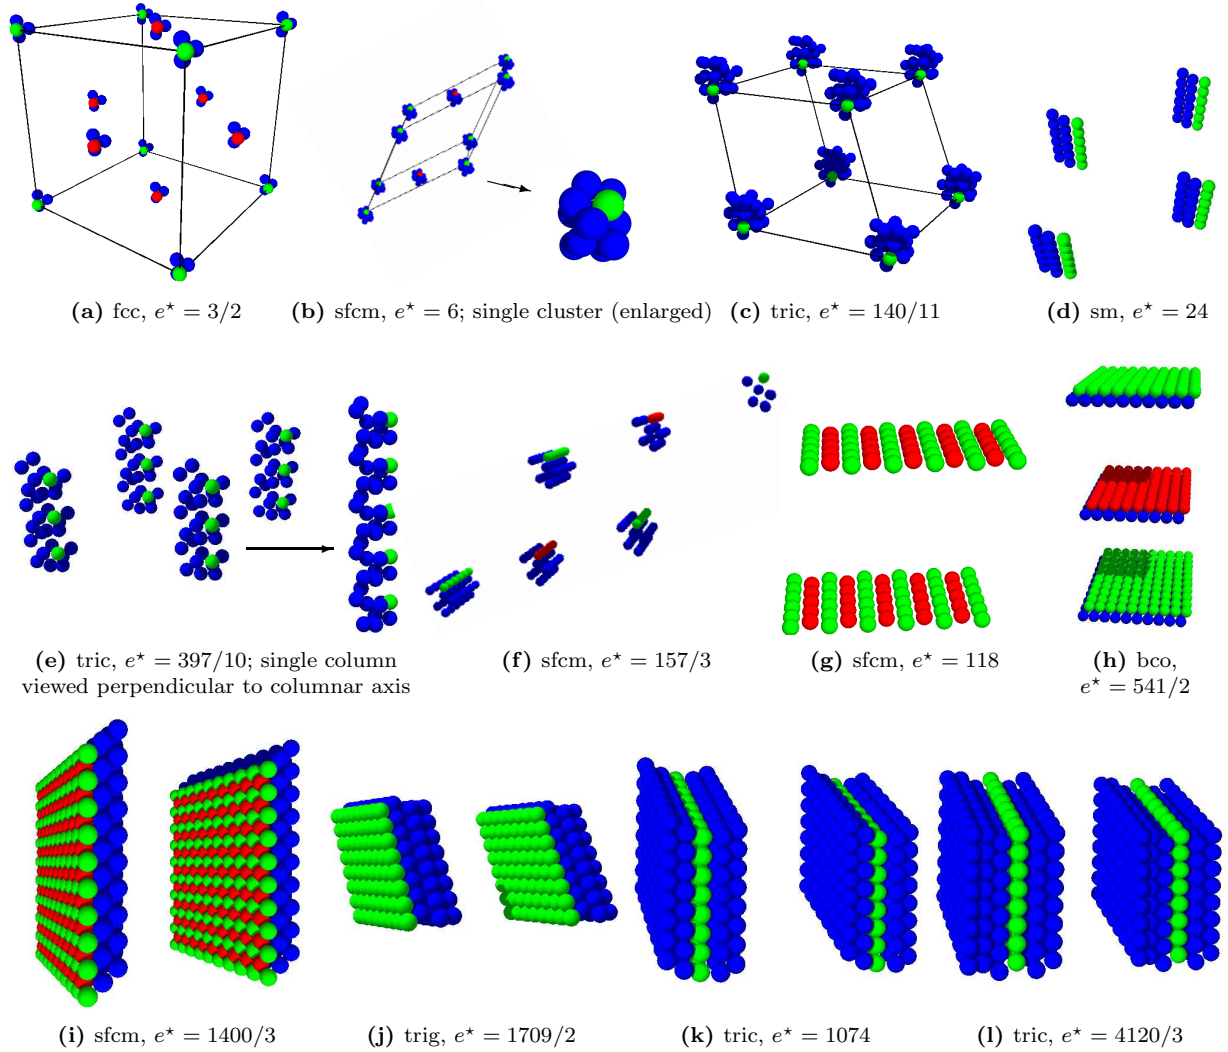 (a) fcc, e⋆ = 3/2
(b) sfcm, e⋆ = 6; single cluster (enlarged)
(c) tric, e⋆ = 140/11
(d) sm, e⋆ = 24
(e) tric, e⋆ = 397/10; single column
viewed perpendicular to columnar axis
(f) sfcm, e⋆ = 157/3
(g) sfcm, e⋆ = 118
(h) bco,
e⋆ = 541/2
(i) sfcm, e⋆ = 1400/3
(j) trig, e⋆ = 1709/2
(k) tric, e⋆ = 1074
(l) tric, e⋆ = 4120/3